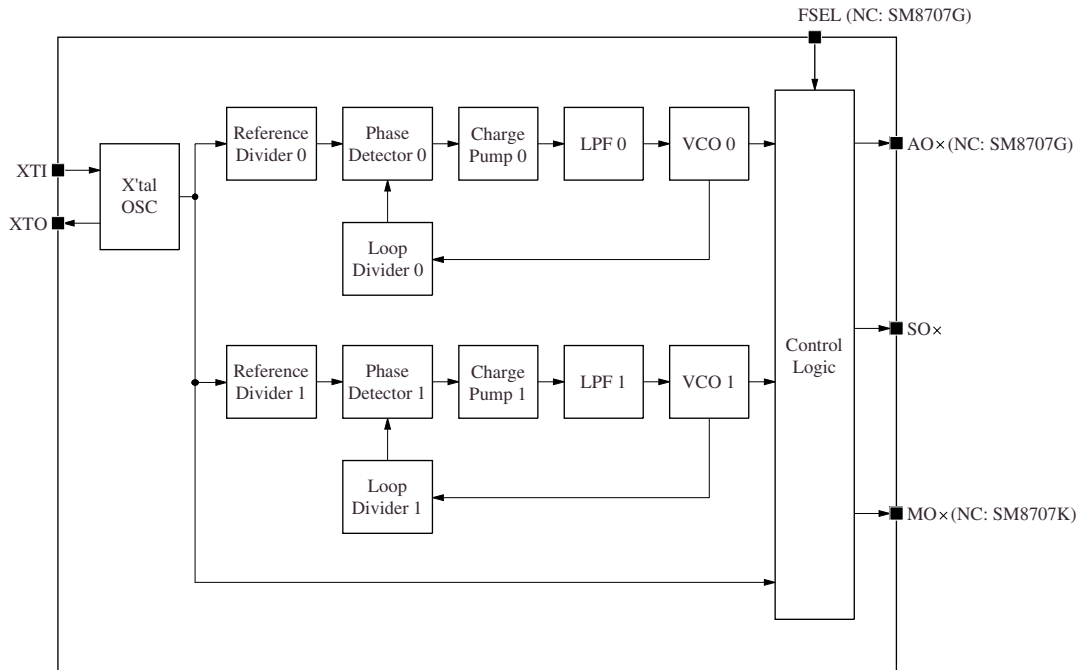 FSEL (NC: SM8707G)
Reference
Divider 0
Phase
Detector 0
Charge
Pump 0
LPF 0
VCO 0
AO× (NC: SM8707G)
XTI
X'tal
OSC
XTO
Loop
Divider 0
SO×
Control
Logic
Reference
Divider 1
Phase
Detector 1
Charge
Pump 1
LPF 1
VCO 1
Loop
Divider 1
MO× (NC: SM8707K)